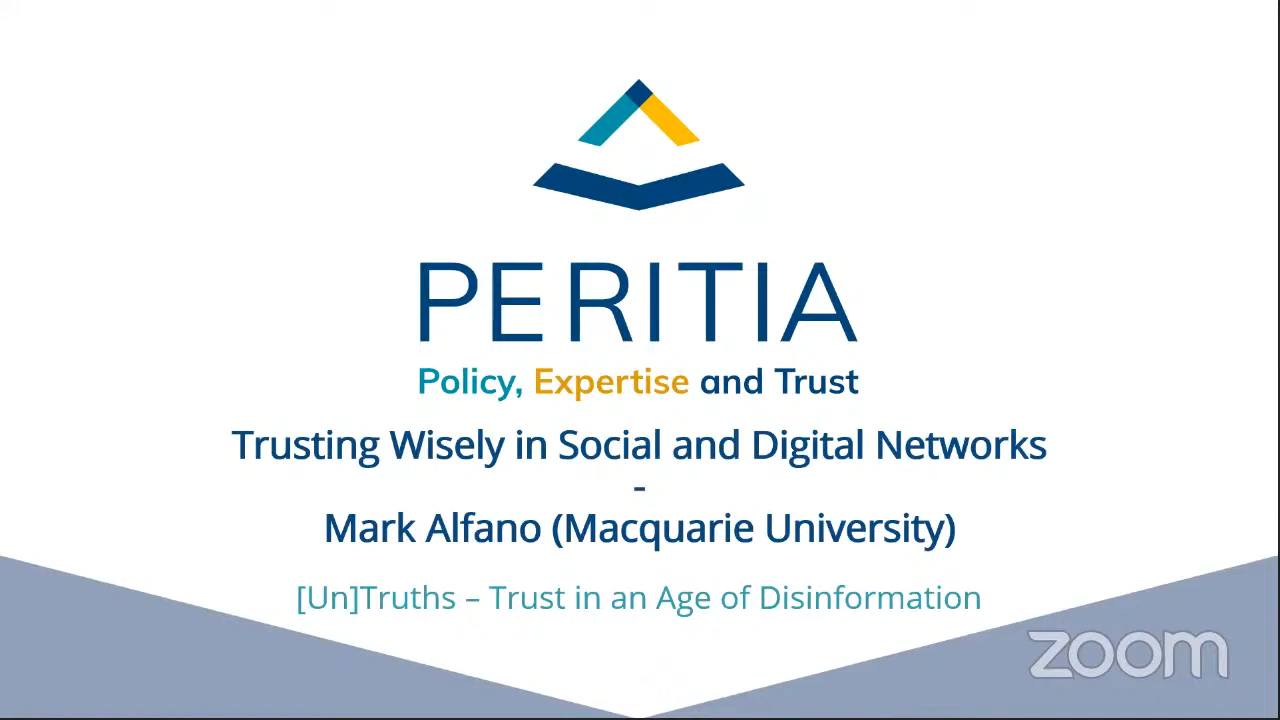 PERITIA
Policy, Expertise and Trust
Trusting Wisely in Social and Digital Networks
-
Mark Alfano (Macquarie University)
[Un]Truths – Trust in an Age of Disinformation
zoom